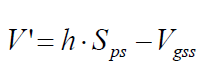 V' = h · S_ps − V_gss